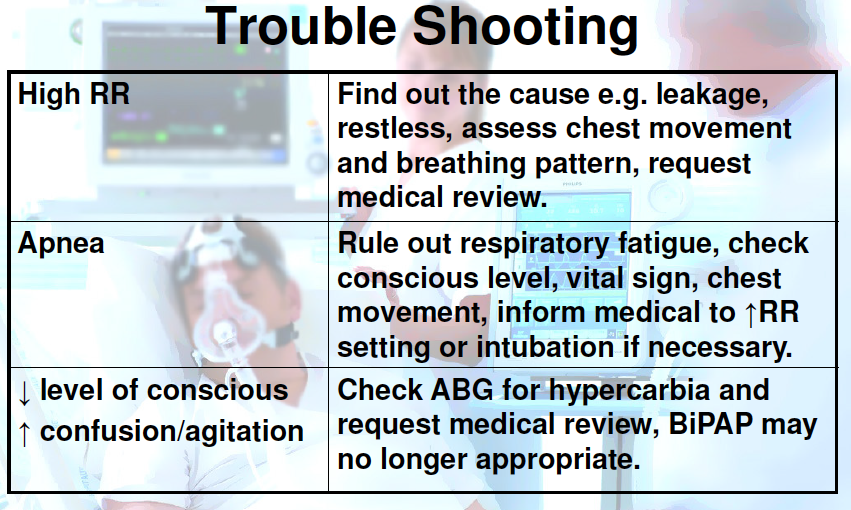 Trouble Shooting
High RR
Find out the cause e.g. leakage,
restless, assess chest movement
and breathing pattern, request
medical review.
Apnea
Rule out respiratory fatigue, check
conscious level, vital sign, chest
movement, inform medical to ↑RR
setting or intubation if necessary.
↓ level of conscious
↑ confusion/agitation
Check ABG for hypercarbia and
request medical review, BiPAP may
no longer appropriate.
PHILIPS